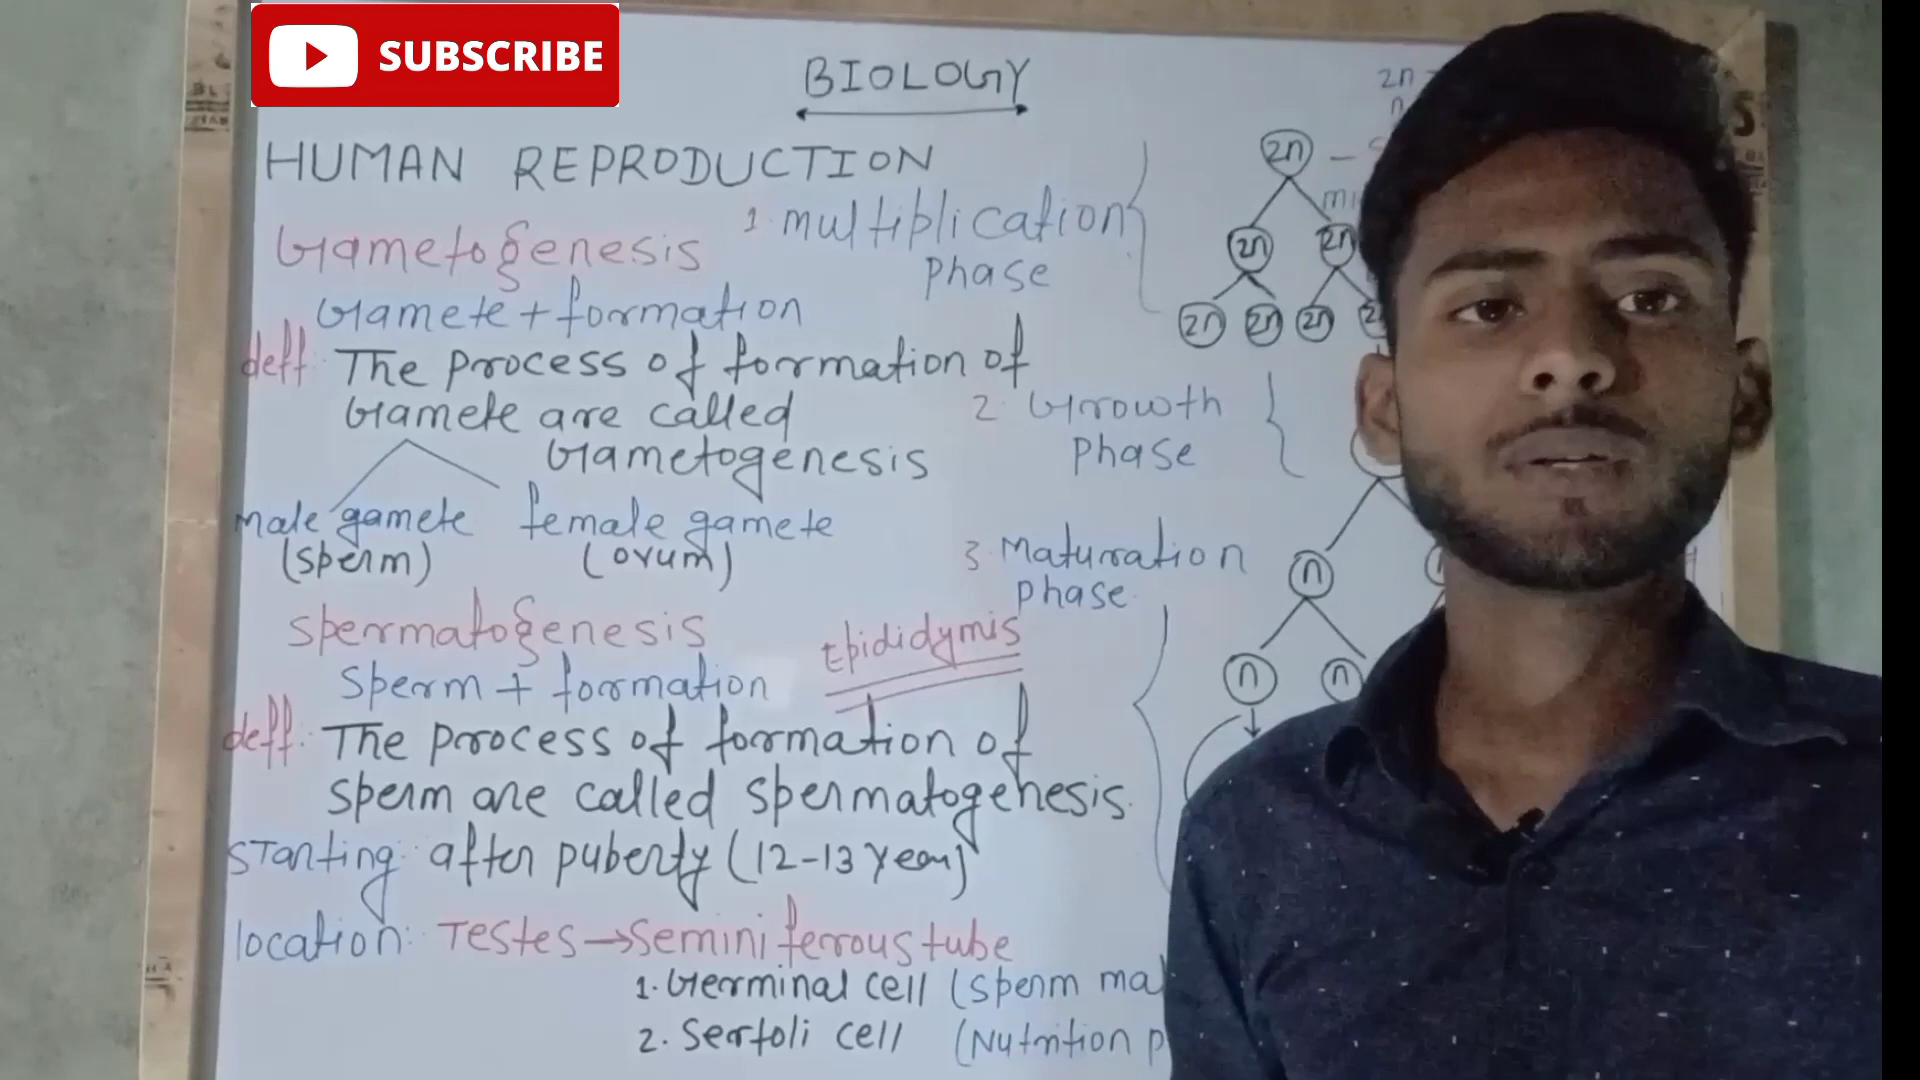 SUBSCRIBE
BIOLOGY
HUMAN REPRODUCTION
Gametogenesis
Gamete + formation
deff: The process of formation of
Gamete are called
Gametogenesis
male gamete female gamete
(sperm) (ovum)
Spermatogenesis
Sperm + formation
Epididymis
deff: The process of formation of
sperm are called spermatogenesis.
Starting: after puberty (12-13 year)
location: Testes → Seminiferous tube
1. Germinal cell (sperm
2. Sertoli cell (Nutrition
1. multiplication
phase
2. Growth
phase
3. Maturation
phase
2n
n
2n
2n 2n
2n 2n 2n
n
n n